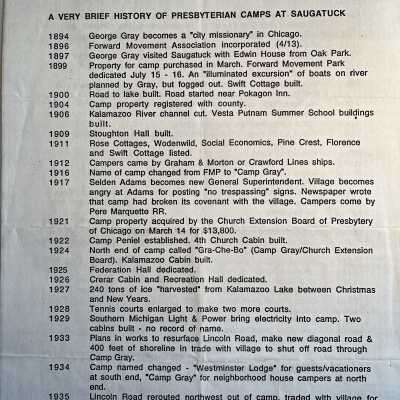 A VERY BRIEF HISTORY OF PRESBYTERIAN CAMPS AT SAUGATUCK
1894 George Gray becomes a "city missionary" in Chicago.
1896 Forward Movement Association incorporated (4/13).
1897 George Gray visited Saugatuck with Edwin House from Oak Park.
1899 Property for camp purchased in March. Forward Movement Park
dedicated July 15 - 16. An "illuminated excursion" of boats on river
planned by Gray, but fogged out. Swift Cottage built.
1900 Road to lake built. Road started near Pokagon Inn.
1904 Camp property registered with county.
1906 Kalamazoo River channel cut. Vesta Putnam Summer School buildings
built.
1909 Stoughton Hall built.
1911 Rose Cottages, Wodenwild, Social Economics, Pine Crest, Florence
and Swift Cottage listed.
1912 Campers came by Graham & Morton or Crawford Lines ships.
1916 Name of camp changed from FMP to "Camp Gray".
1917 Selden Adams becomes new General Superintendent. Village becomes
angry at Adams for posting "no trespassing" signs. Newspaper wrote
that camp had broken its covenant with the village. Campers come by
Pere Marquette RR.
1921 Camp property acquired by the Church Extension Board of Presbytery
of Chicago on March 14 for $13,800.
1922 Camp Peniel established. 4th Church Cabin built.
1924 North end of camp called "Gra-Che-Bo" (Camp Gray/Church Extension
Board). Kalamazoo Cabin built.
1925 Federation Hall dedicated.
1926 Crerar Cabin and Recreation Hall dedicated.
1927 240 tons of ice "harvested" from Kalamazoo Lake between Christmas
and New Years.
1928 Tennis courts enlarged to make two more courts.
1929 Southern Michigan Light & Power bring electricity into camp. Two
cabins built - no record of name.
1933 Plans in works to resurface Lincoln Road, make new diagonal road &
400 feet of shoreline in trade with village to shut off road through
Camp Gray.
1934 Camp name changed - "Westminster Lodge" for guests/vacationers
at south end, "Camp Gray" for neighborhood house campers at north
end.
1935 Lincoln Road rerouted northwest out of camp, traded with village for